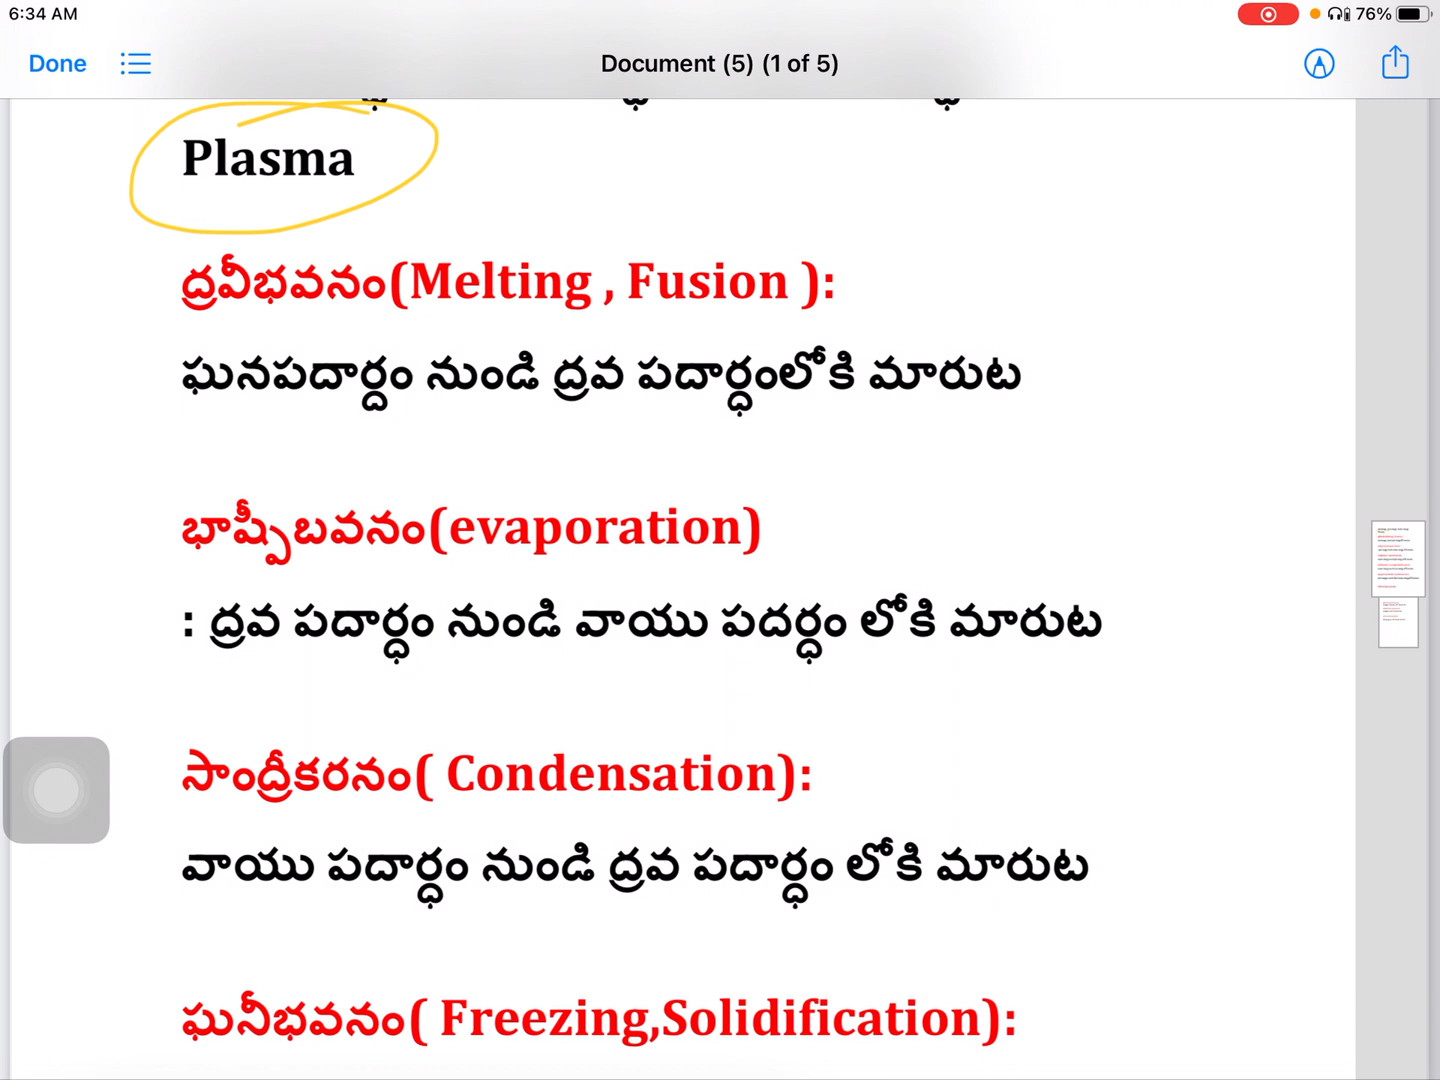 6:34 AM
76%
Done
Document (5) (1 of 5)
Plasma
ద్రవీభవనం(Melting , Fusion ):
ఘనపదార్దం నుండి ద్రవ పదార్ధంలోకి మారుట
భాష్పీబవనం(evaporation)
: ద్రవ పదార్ధం నుండి వాయు పదర్ధం లోకి మారుట
సాంద్రీకరనం( Condensation):
వాయు పదార్ధం నుండి ద్రవ పదార్ధం లోకి మారుట
ఘనీభవనం( Freezing,Solidification):